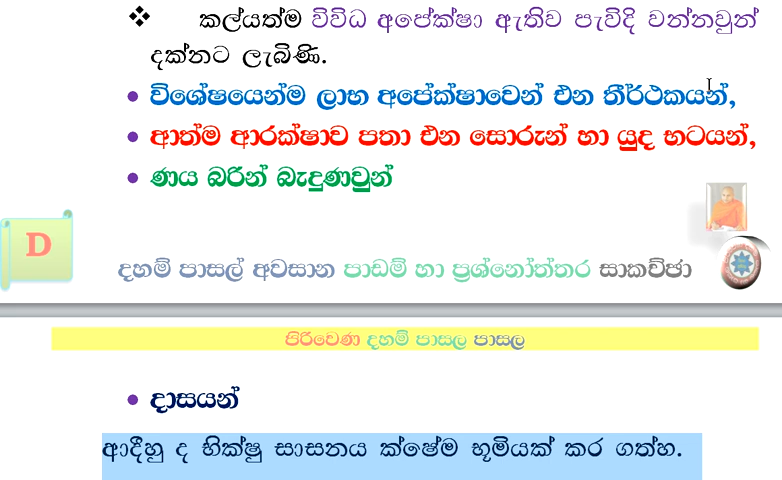 ❖ කල්යත්ම විවිධ අපේක්ෂා ඇතිව පැවිදි වන්නවුන්
දක්නට ලැබිණි.
• විශේෂයෙන්ම ලාභ අපේක්ෂාවෙන් එන තීර්ථකයන්,
• ආත්ම ආරක්ෂාව පතා එන සොරුන් හා යුද භටයන්,
• ණය බරින් බැඳුණවුන්
D
දහම් පාසල් අවසාන පාඩම් හා ප්‍රශ්නෝත්තර සාකච්ඡා
පිරිවෙණ දහම් පාසල පාසල
• දාසයන්
ආදීහු ද භික්ෂු සාසනය ක්ෂේම භූමියක් කර ගත්හ.